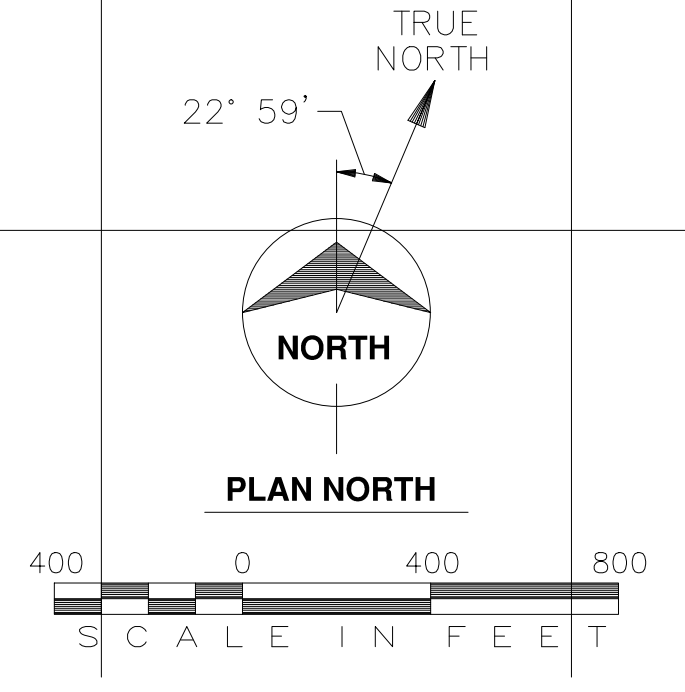 TRUE
NORTH
22° 59'
NORTH
PLAN NORTH
400 0 400 800
SCALE IN FEET